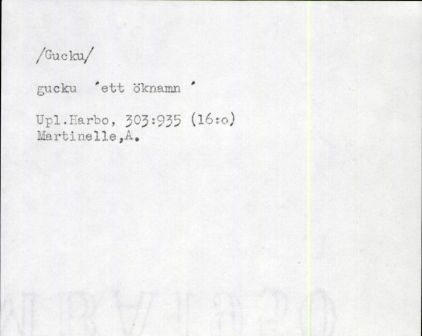 /Gucku/
gucku ´ett öknamn ´
Upl.Harbo, 303:935 (16:o)
Martinelle,A.